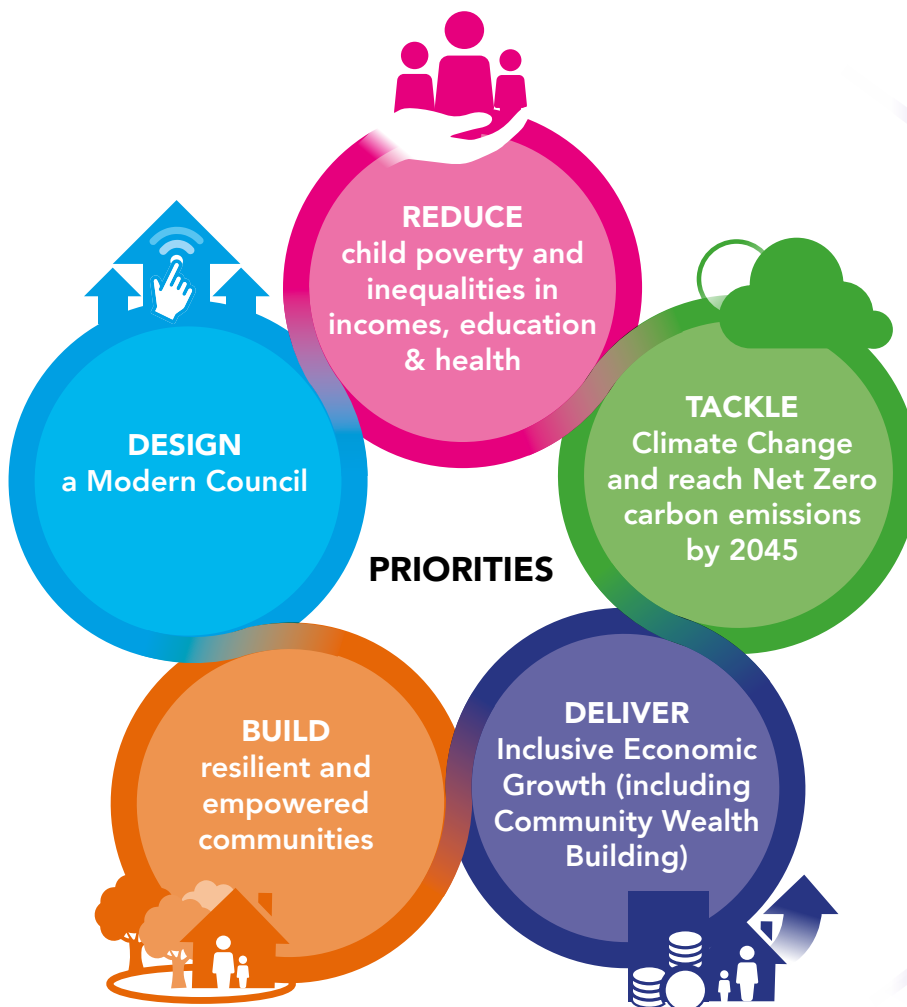 REDUCE
child poverty and
inequalities in
incomes, education
& health
TACKLE
Climate Change
and reach Net Zero
carbon emissions
by 2045
DESIGN
a Modern Council
PRIORITIES
DELIVER
Inclusive Economic
Growth (including
Community Wealth
Building)
BUILD
resilient and
empowered
communities